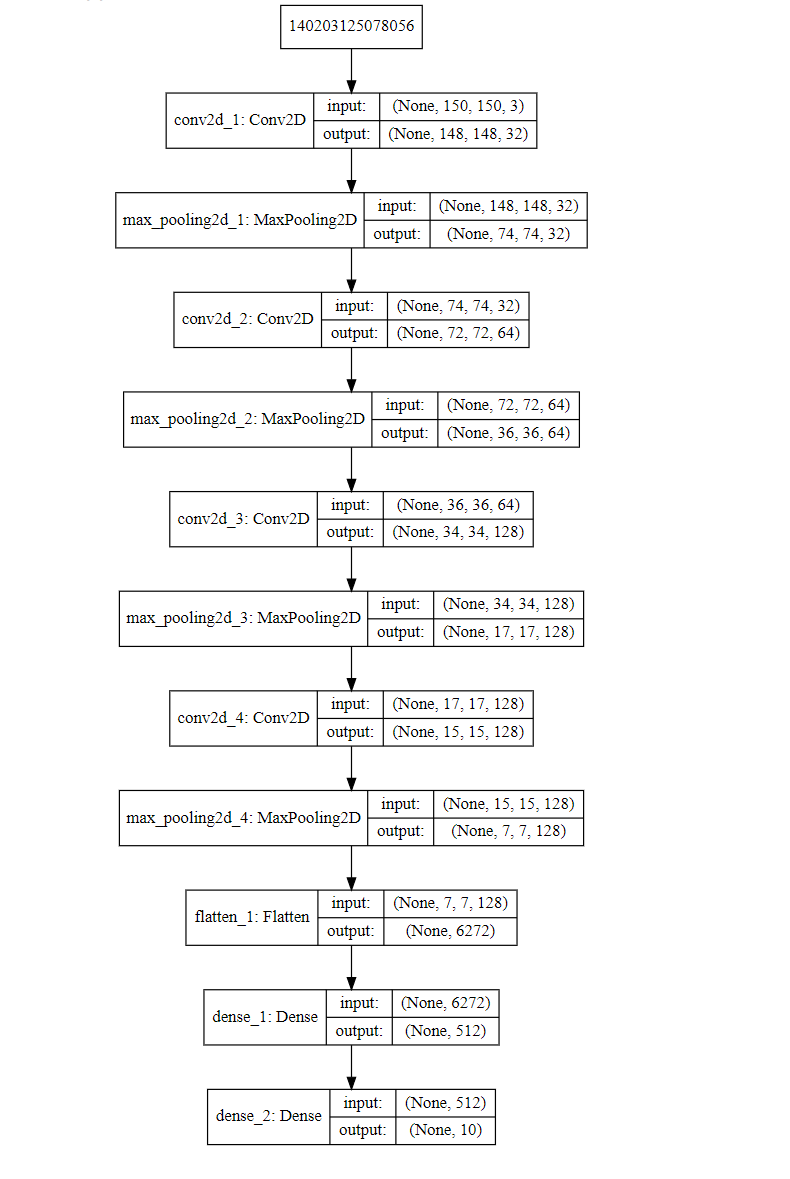 140203125078056
conv2d_1: Conv2D
input:
(None, 150, 150, 3)
output:
(None, 148, 148, 32)
max_pooling2d_1: MaxPooling2D
input:
(None, 148, 148, 32)
output:
(None, 74, 74, 32)
conv2d_2: Conv2D
input:
(None, 74, 74, 32)
output:
(None, 72, 72, 64)
max_pooling2d_2: MaxPooling2D
input:
(None, 72, 72, 64)
output:
(None, 36, 36, 64)
conv2d_3: Conv2D
input:
(None, 36, 36, 64)
output:
(None, 34, 34, 128)
max_pooling2d_3: MaxPooling2D
input:
(None, 34, 34, 128)
output:
(None, 17, 17, 128)
conv2d_4: Conv2D
input:
(None, 17, 17, 128)
output:
(None, 15, 15, 128)
max_pooling2d_4: MaxPooling2D
input:
(None, 15, 15, 128)
output:
(None, 7, 7, 128)
flatten_1: Flatten
input:
(None, 7, 7, 128)
output:
(None, 6272)
dense_1: Dense
input:
(None, 6272)
output:
(None, 512)
dense_2: Dense
input:
(None, 512)
output:
(None, 10)